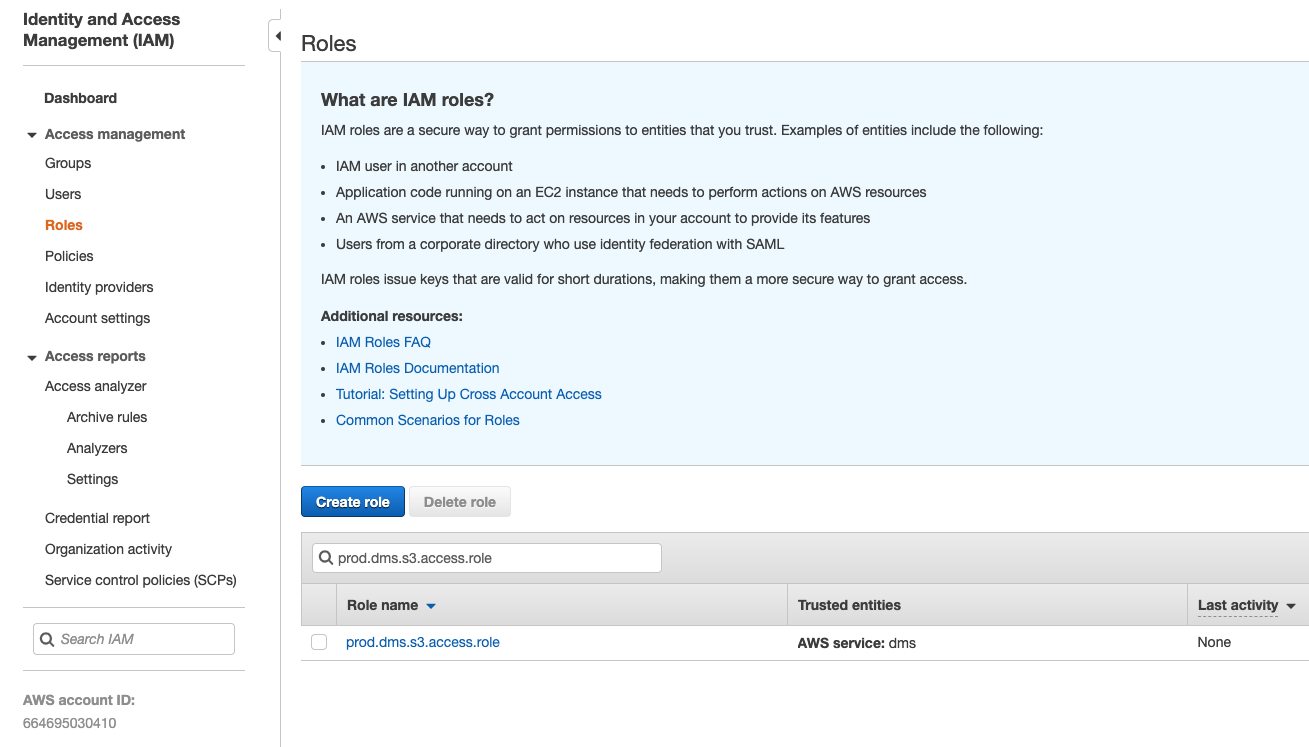 Identity and Access
Management (IAM)
Dashboard
Access management
Groups
Users
Roles
Policies
Identity providers
Account settings
Access reports
Access analyzer
Archive rules
Analyzers
Settings
Credential report
Organization activity
Service control policies (SCPs)
Search IAM
AWS account ID:
664695030410
Roles
What are IAM roles?
IAM roles are a secure way to grant permissions to entities that you trust. Examples of entities include the following:
IAM user in another account
Application code running on an EC2 instance that needs to perform actions on AWS resources
An AWS service that needs to act on resources in your account to provide its features
Users from a corporate directory who use identity federation with SAML
IAM roles issue keys that are valid for short durations, making them a more secure way to grant access.
Additional resources:
IAM Roles FAQ
IAM Roles Documentation
Tutorial: Setting Up Cross Account Access
Common Scenarios for Roles
Create role Delete role
prod.dms.s3.access.role
Role name Trusted entities Last activity
prod.dms.s3.access.role AWS service: dms None